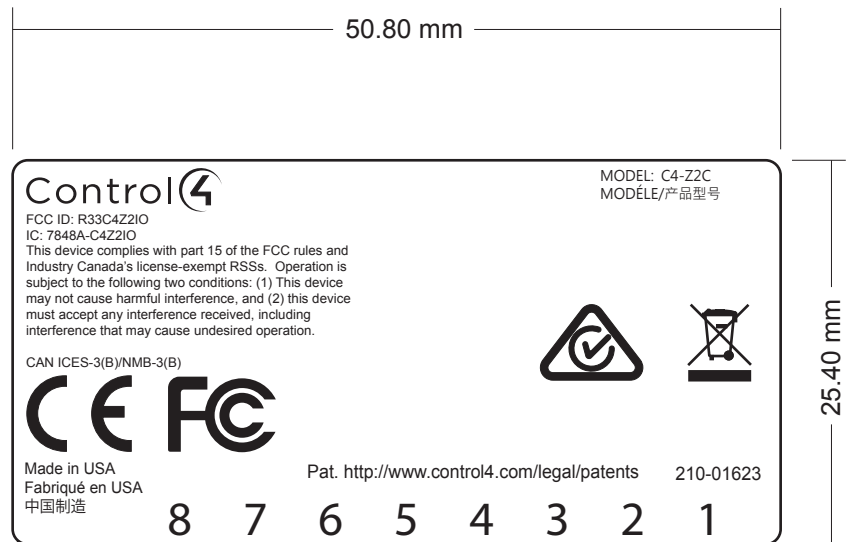 50.80 mm
Control4
MODEL: C4-Z2C
MODÉLE/产品型号
FCC ID: R33C4Z2IO
IC: 7848A-C4Z2IO
This device complies with part 15 of the FCC rules and
Industry Canada's license-exempt RSSs. Operation is
subject to the following two conditions: (1) This device
may not cause harmful interference, and (2) this device
must accept any interference received, including
interference that may cause undesired operation.
25.40 mm
CAN ICES-3(B)/NMB-3(B)
CE FC
Made in USA
Fabriqué en USA
中国制造
Pat. http://www.control4.com/legal/patents
210-01623
8 7 6 5 4 3 2 1